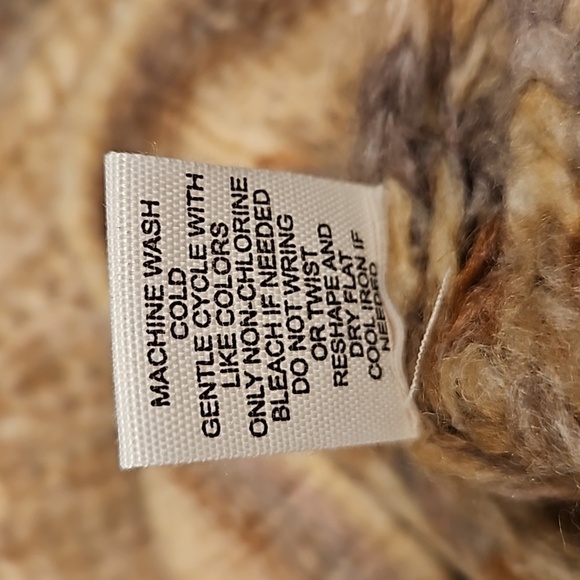 MACHINE WASH
COLD
GENTLE CYCLE WITH
LIKE COLORS
ONLY NON-CHLORINE
BLEACH IF NEEDED
DO NOT WRING
OR TWIST
RESHAPE AND
DRY FLAT
COOL IRON IF
NEEDED